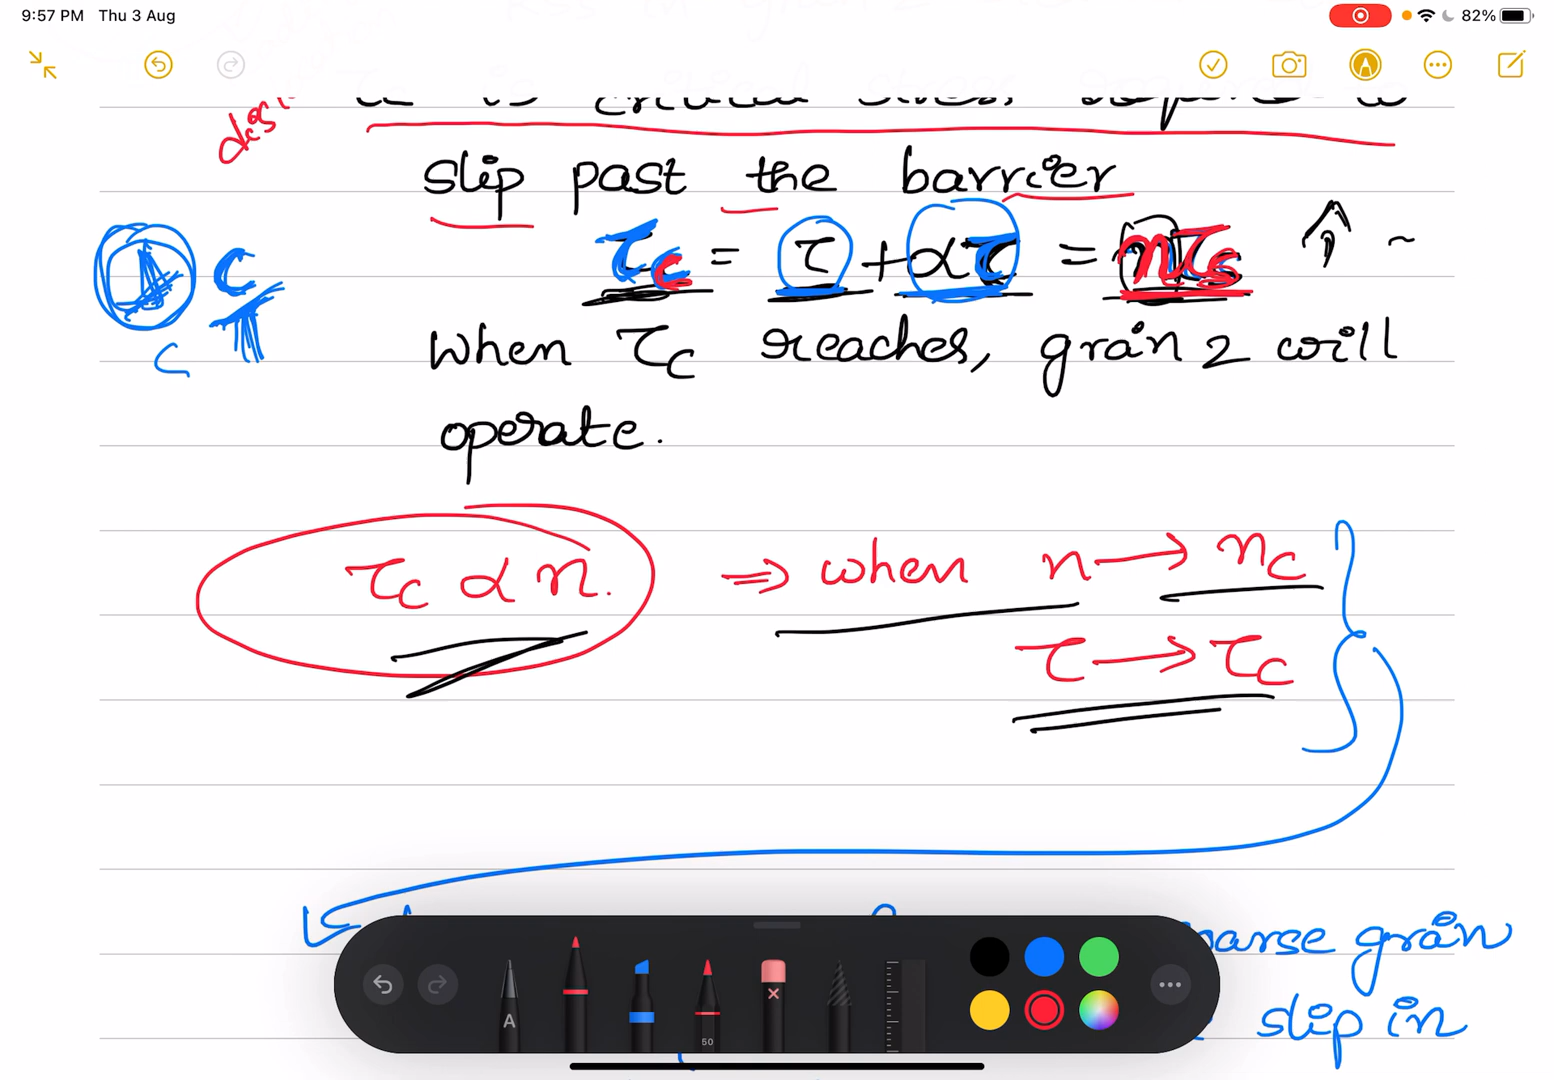 9:57 PM Thu 3 Aug
82%
slip past the barrier
τc = τ + ατ = nτs
C
C
When τc reaches, grain 2 will
operate.
τc α n. ⇒ when n → nc
τ → τc
grain
slip in
A
50